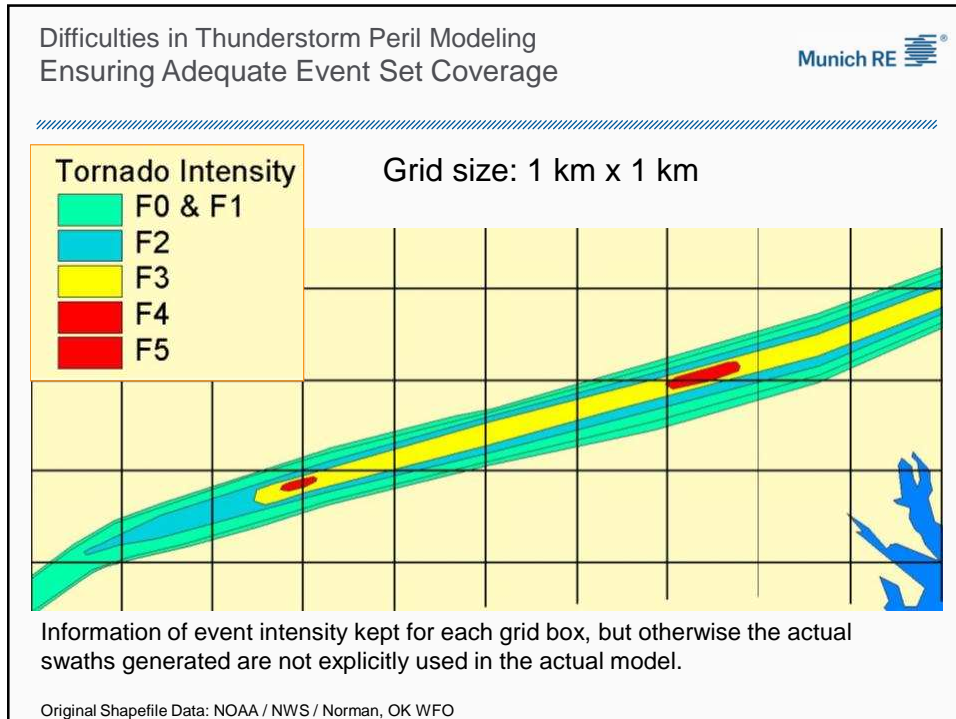 Difficulties in Thunderstorm Peril Modeling
Ensuring Adequate Event Set Coverage
Munich RE
®
Tornado Intensity
F0 & F1
F2
F3
F4
F5
Grid size: 1 km x 1 km
Information of event intensity kept for each grid box, but otherwise the actual
swaths generated are not explicitly used in the actual model.
Original Shapefile Data: NOAA / NWS / Norman, OK WFO